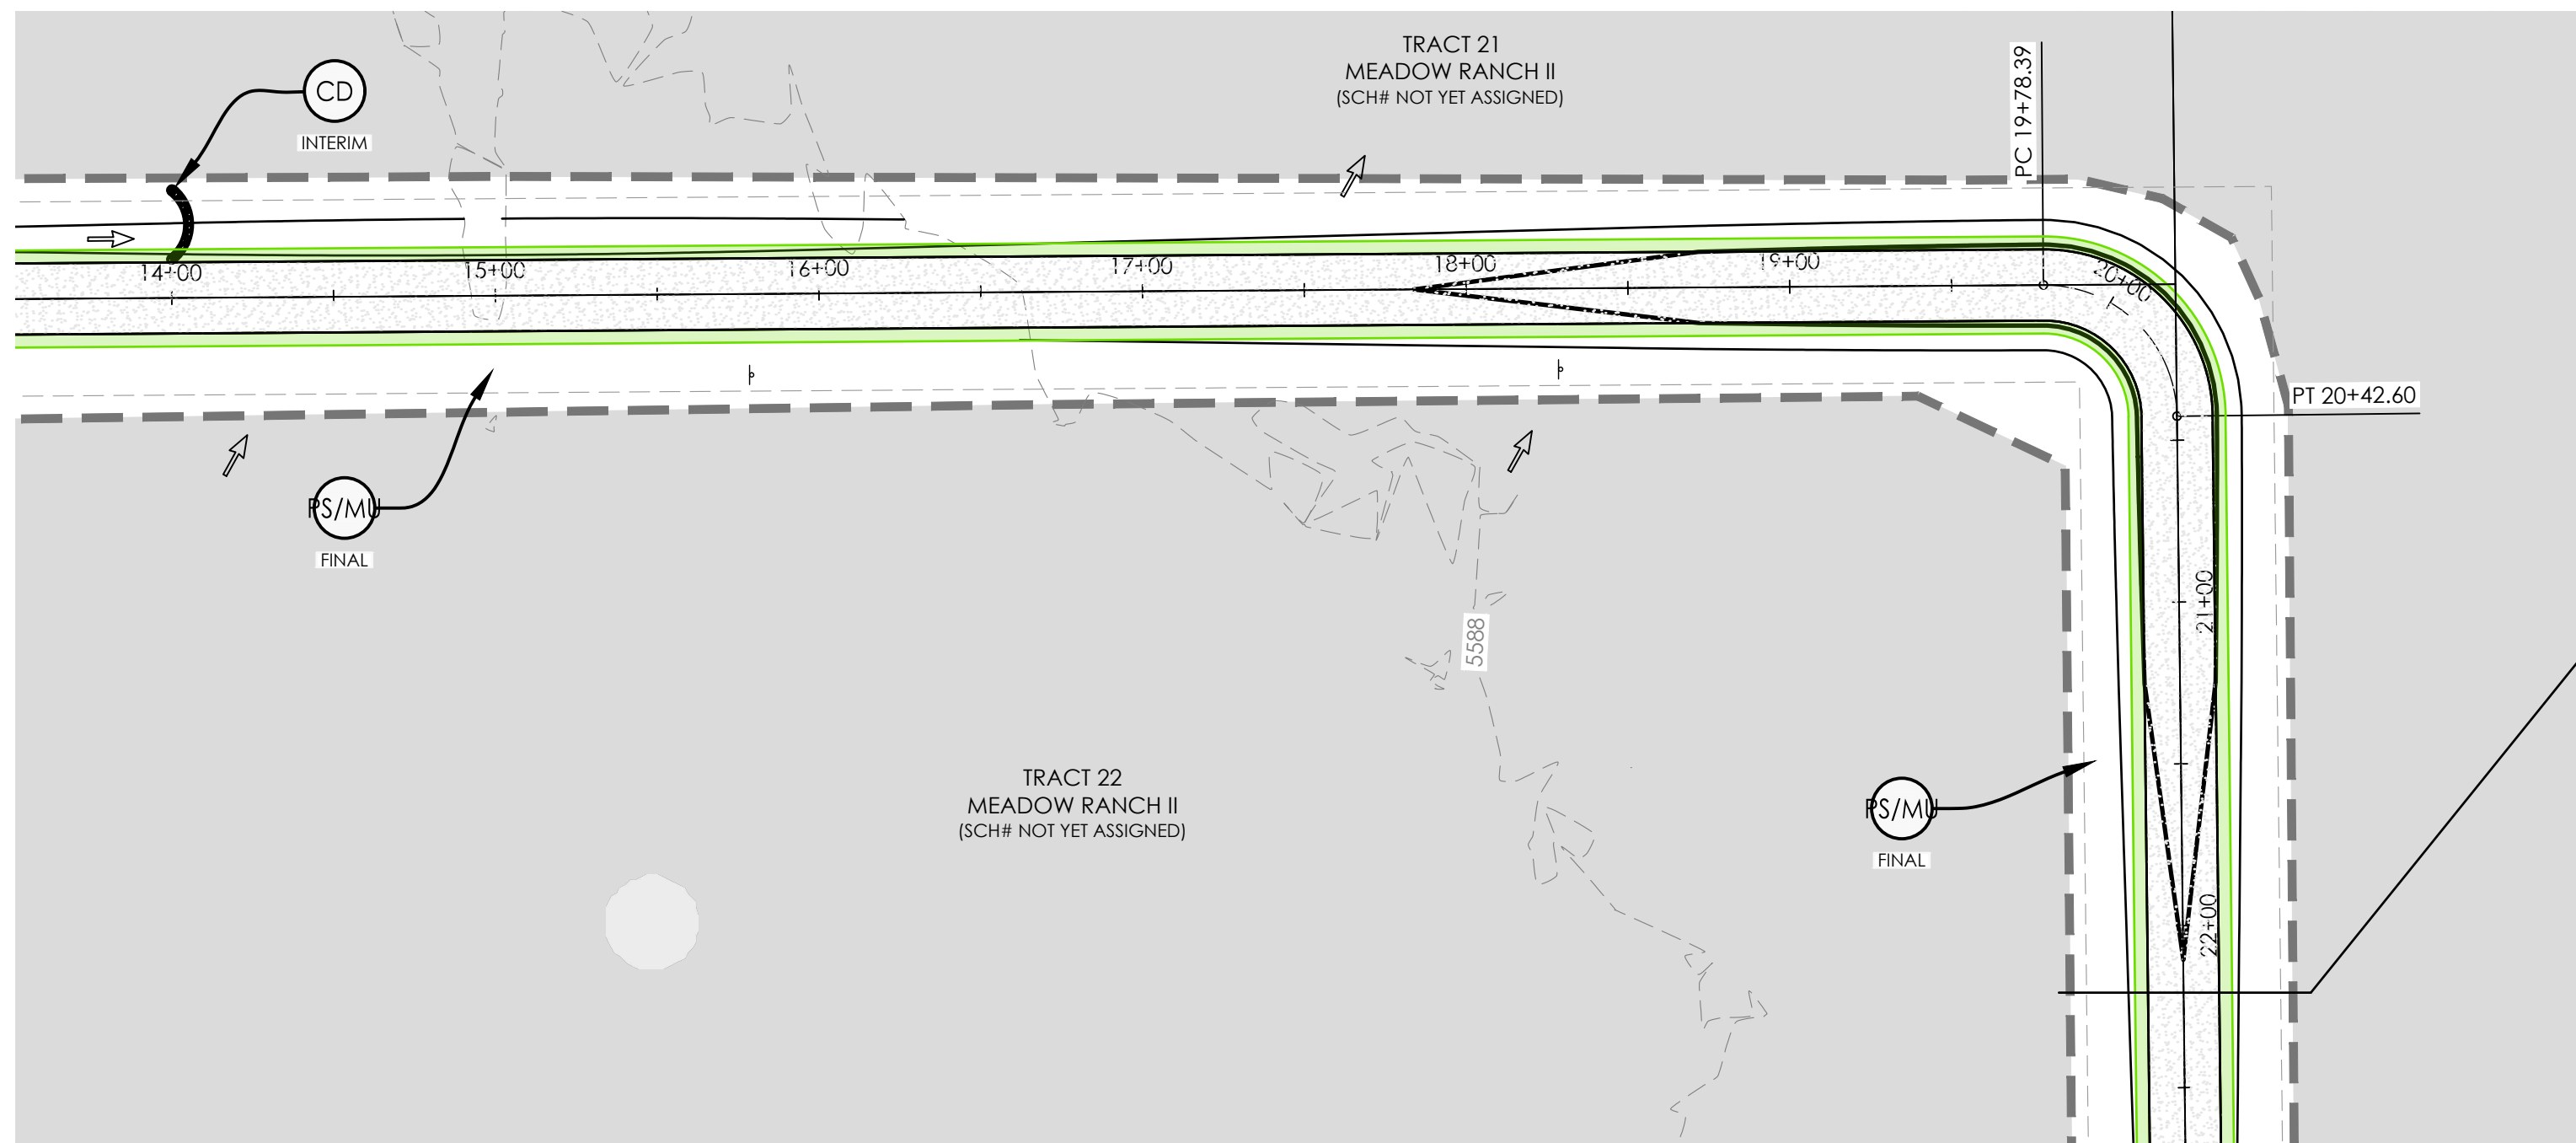 TRACT 21
MEADOW RANCH II
(SCH# NOT YET ASSIGNED)
PC 19+78.39
CD
INTERIM
14+00
15+00
16+00
17+00
18+00
19+00
20+00
PT 20+42.60
PS/MU
FINAL
21+00
5588
TRACT 22
MEADOW RANCH II
(SCH# NOT YET ASSIGNED)
PS/MU
FINAL
22+00